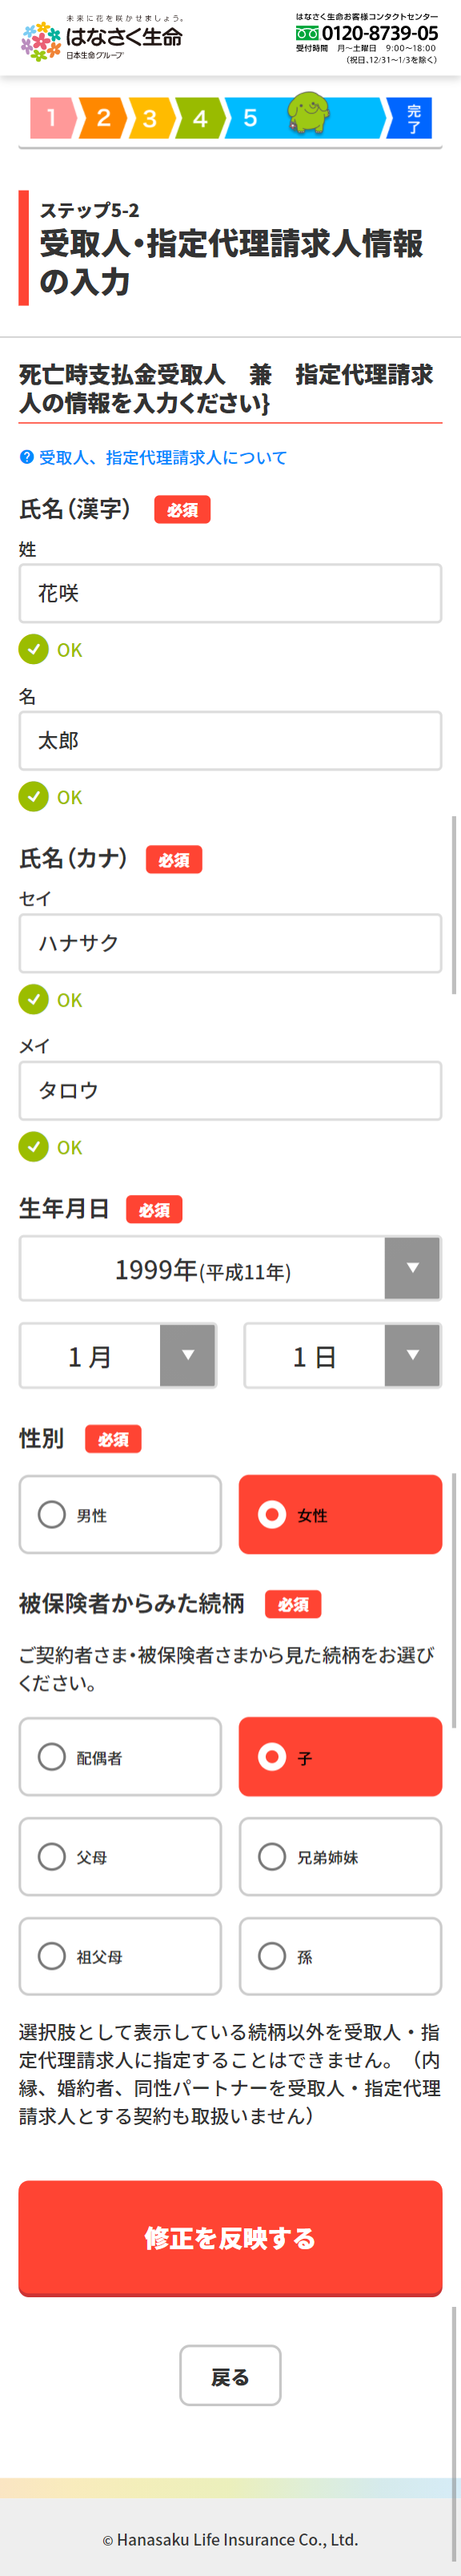 未来に花を咲かせましょう。
はなさく生命
日本生命グループ
はなさく生命お客様コンタクトセンター
0120-8739-05
受付時間 月〜土曜日 9:00〜18:00
（祝日、12/31〜1/3を除く）
1 2 3 4 5 完了
ステップ5-2
受取人・指定代理請求人情報
の入力
死亡時支払金受取人　兼　指定代理請求
人の情報を入力ください}
? 受取人、指定代理請求人について
氏名（漢字） 必須
姓
花咲
OK
名
太郎
OK
氏名（カナ） 必須
セイ
ハナサク
OK
メイ
タロウ
OK
生年月日 必須
1999年(平成11年)
1 月 1 日
性別 必須
男性 女性
被保険者からみた続柄 必須
ご契約者さま・被保険者さまから見た続柄をお選び
ください。
配偶者 子
父母 兄弟姉妹
祖父母 孫
選択肢として表示している続柄以外を受取人・指
定代理請求人に指定することはできません。（内
縁、婚約者、同性パートナーを受取人・指定代理
請求人とする契約も取扱いません）
修正を反映する
戻る
© Hanasaku Life Insurance Co., Ltd.